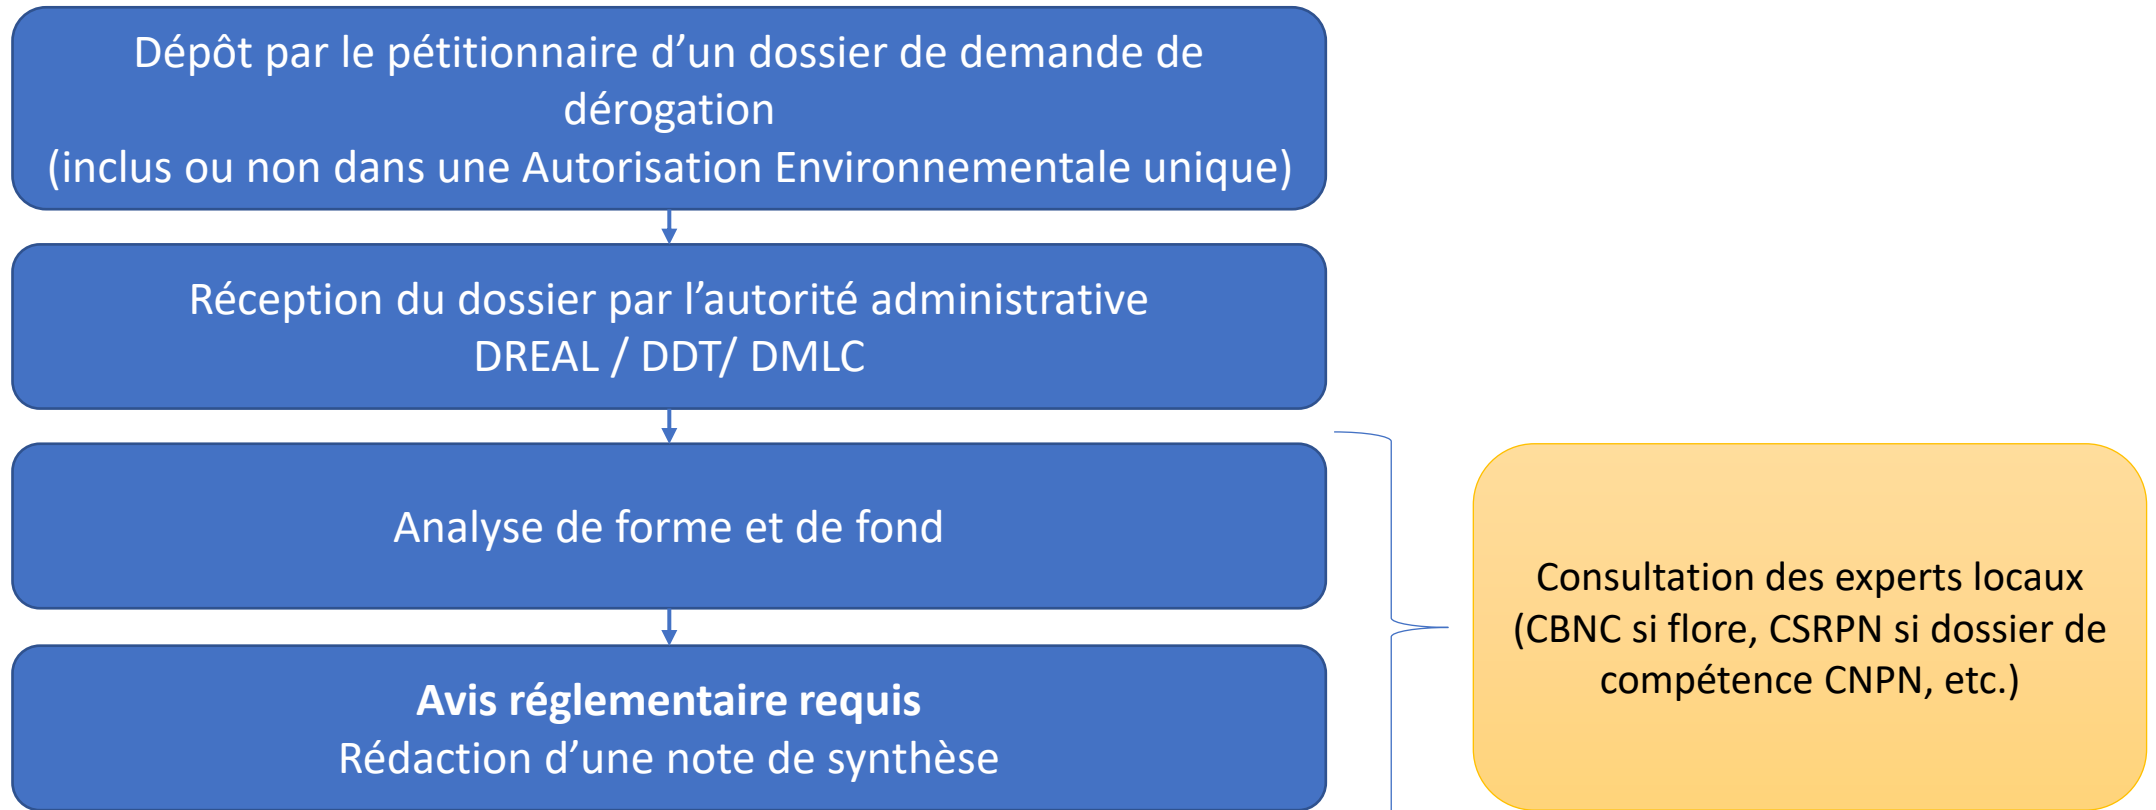 Dépôt par le pétitionnaire d’un dossier de demande de
dérogation
(inclus ou non dans une Autorisation Environnementale unique)
Réception du dossier par l’autorité administrative
DREAL / DDT/ DMLC
Analyse de forme et de fond
Avis réglementaire requis
Rédaction d’une note de synthèse
Consultation des experts locaux
(CBNC si flore, CSRPN si dossier de
compétence CNPN, etc.)